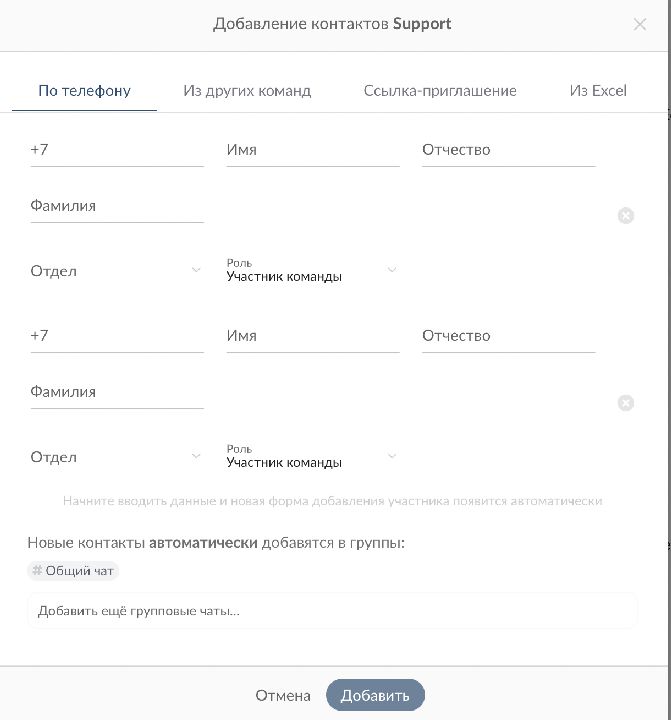 Добавление контактов Support
По телефону Из других команд Ссылка-приглашение Из Excel
+7 Имя Отчество
Фамилия
Отдел Роль Участник команды
+7 Имя Отчество
Фамилия
Отдел Роль Участник команды
Начните вводить данные и новая форма добавления участника появится автоматически
Новые контакты автоматически добавятся в группы:
# Общий чат
Добавить ещё групповые чаты...
Отмена Добавить